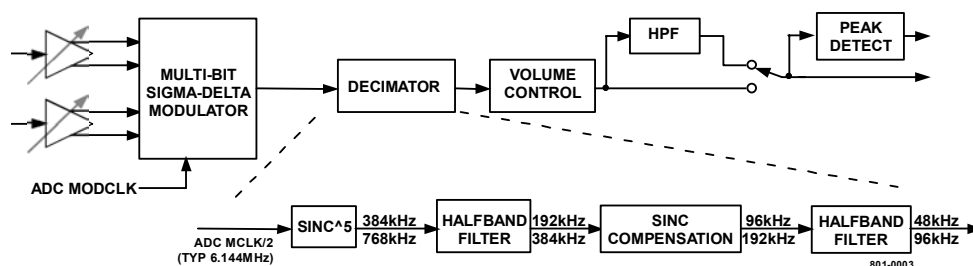 PEAK
DETECT
HPF
MULTI-BIT
SIGMA-DELTA
MODULATOR
DECIMATOR
VOLUME
CONTROL
ADC MODCLK
ADC MCLK/2
(TYP 6.144MHz)
SINC^5
384kHz
768kHz
HALFBAND
FILTER
192kHz
384kHz
SINC
COMPENSATION
96kHz
192kHz
HALFBAND
FILTER
48kHz
96kHz
801-0003